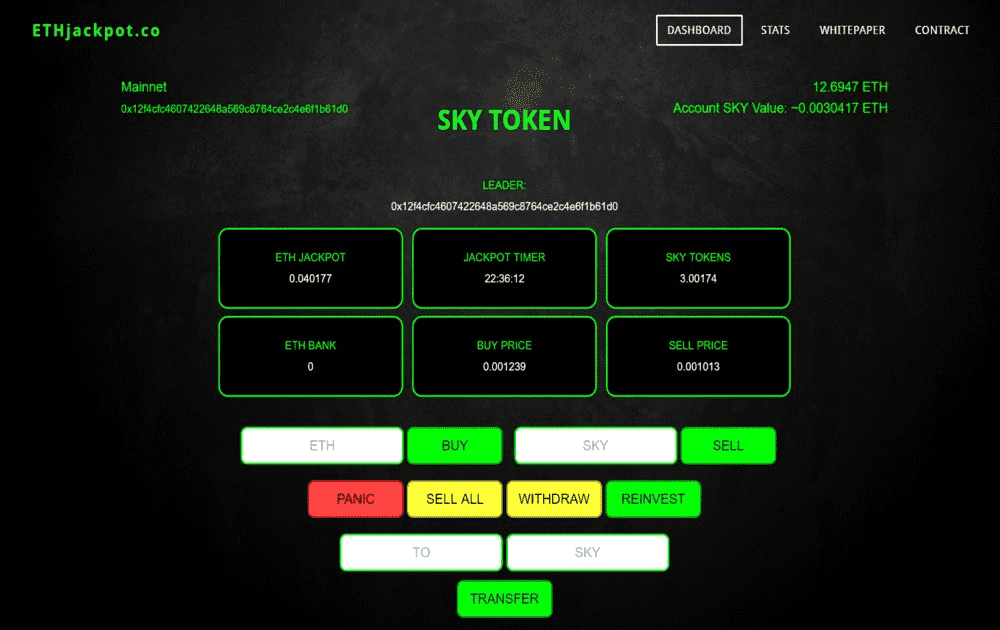 ETHjackpot.co
DASHBOARD STATS WHITEPAPER CONTRACT
Mainnet 12.6947 ETH
0x12f4cfc4607422648a569c8764ce2c4e6f1b61d0 Account SKY Value: ~0.0030417 ETH
SKY TOKEN
LEADER:
0x12f4cfc4607422648a569c8764ce2c4e6f1b61d0
ETH JACKPOT JACKPOT TIMER SKY TOKENS
0.040177 22:36:12 3.00174
ETH BANK BUY PRICE SELL PRICE
0 0.001239 0.001013
ETH BUY SKY SELL
PANIC SELL ALL WITHDRAW REINVEST
TO SKY
TRANSFER